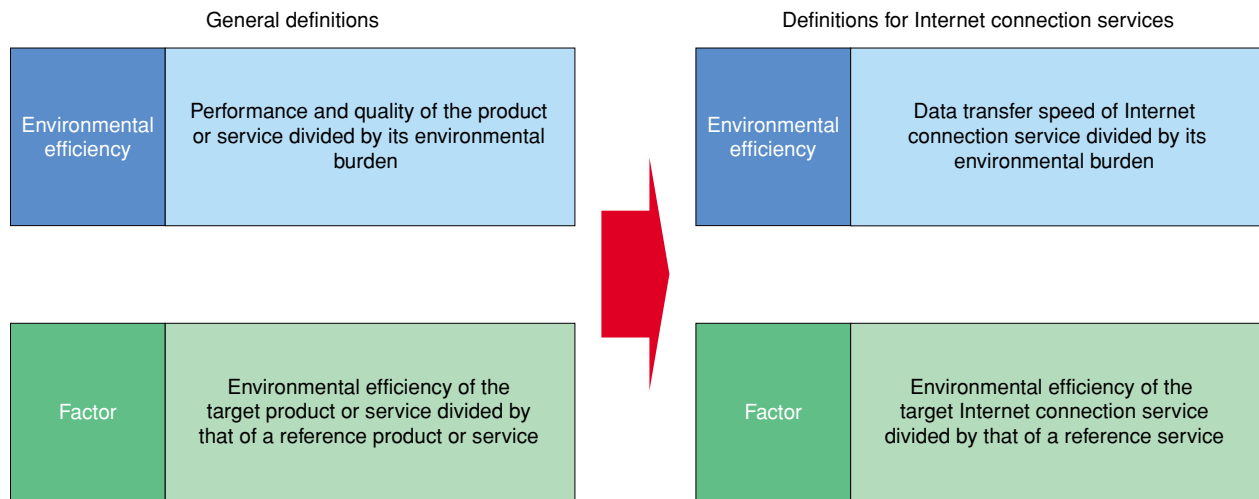 General definitions
Environmental
efficiency
Performance and quality of the product
or service divided by its environmental
burden
Factor
Environmental efficiency of the
target product or service divided by
that of a reference product or service
Definitions for Internet connection services
Environmental
efficiency
Data transfer speed of Internet
connection service divided by its
environmental burden
Factor
Environmental efficiency of the
target Internet connection service
divided by that of a reference service